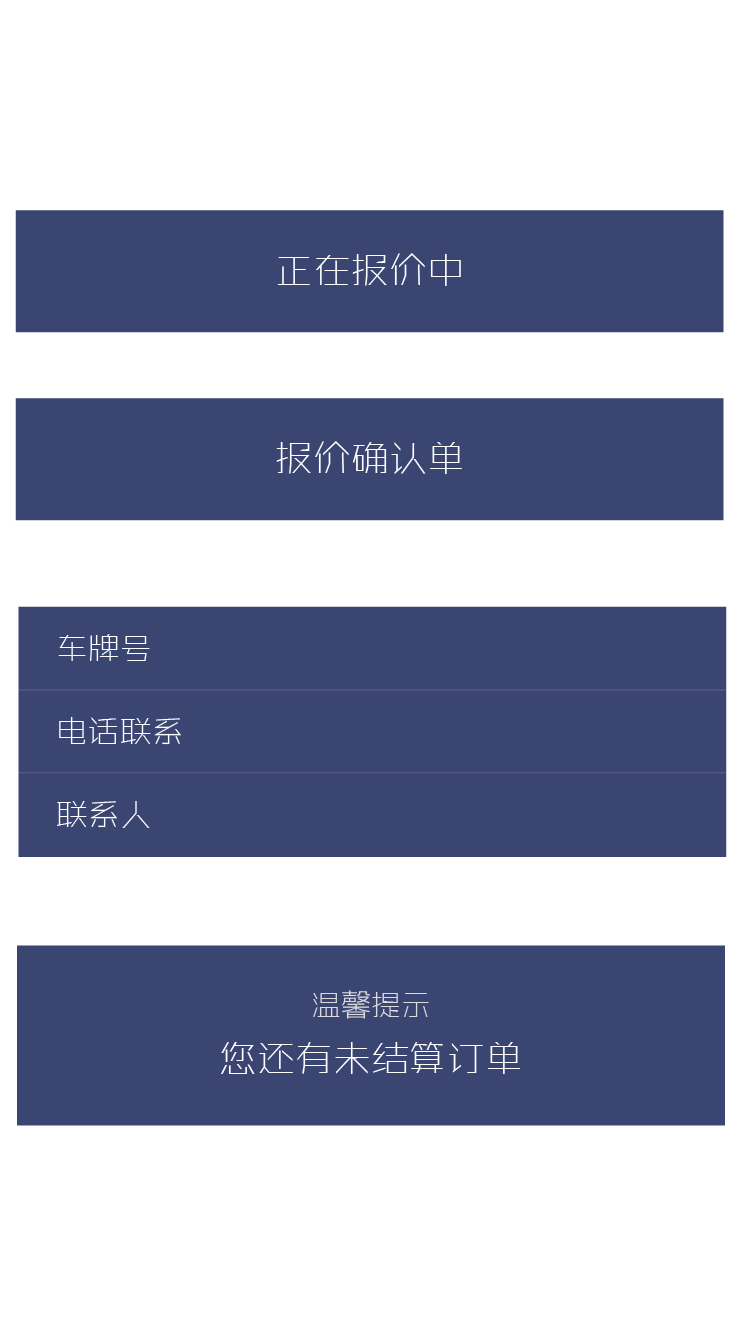 正在报价中
报价确认单
车牌号
电话联系
联系人
温馨提示
您还有未结算订单